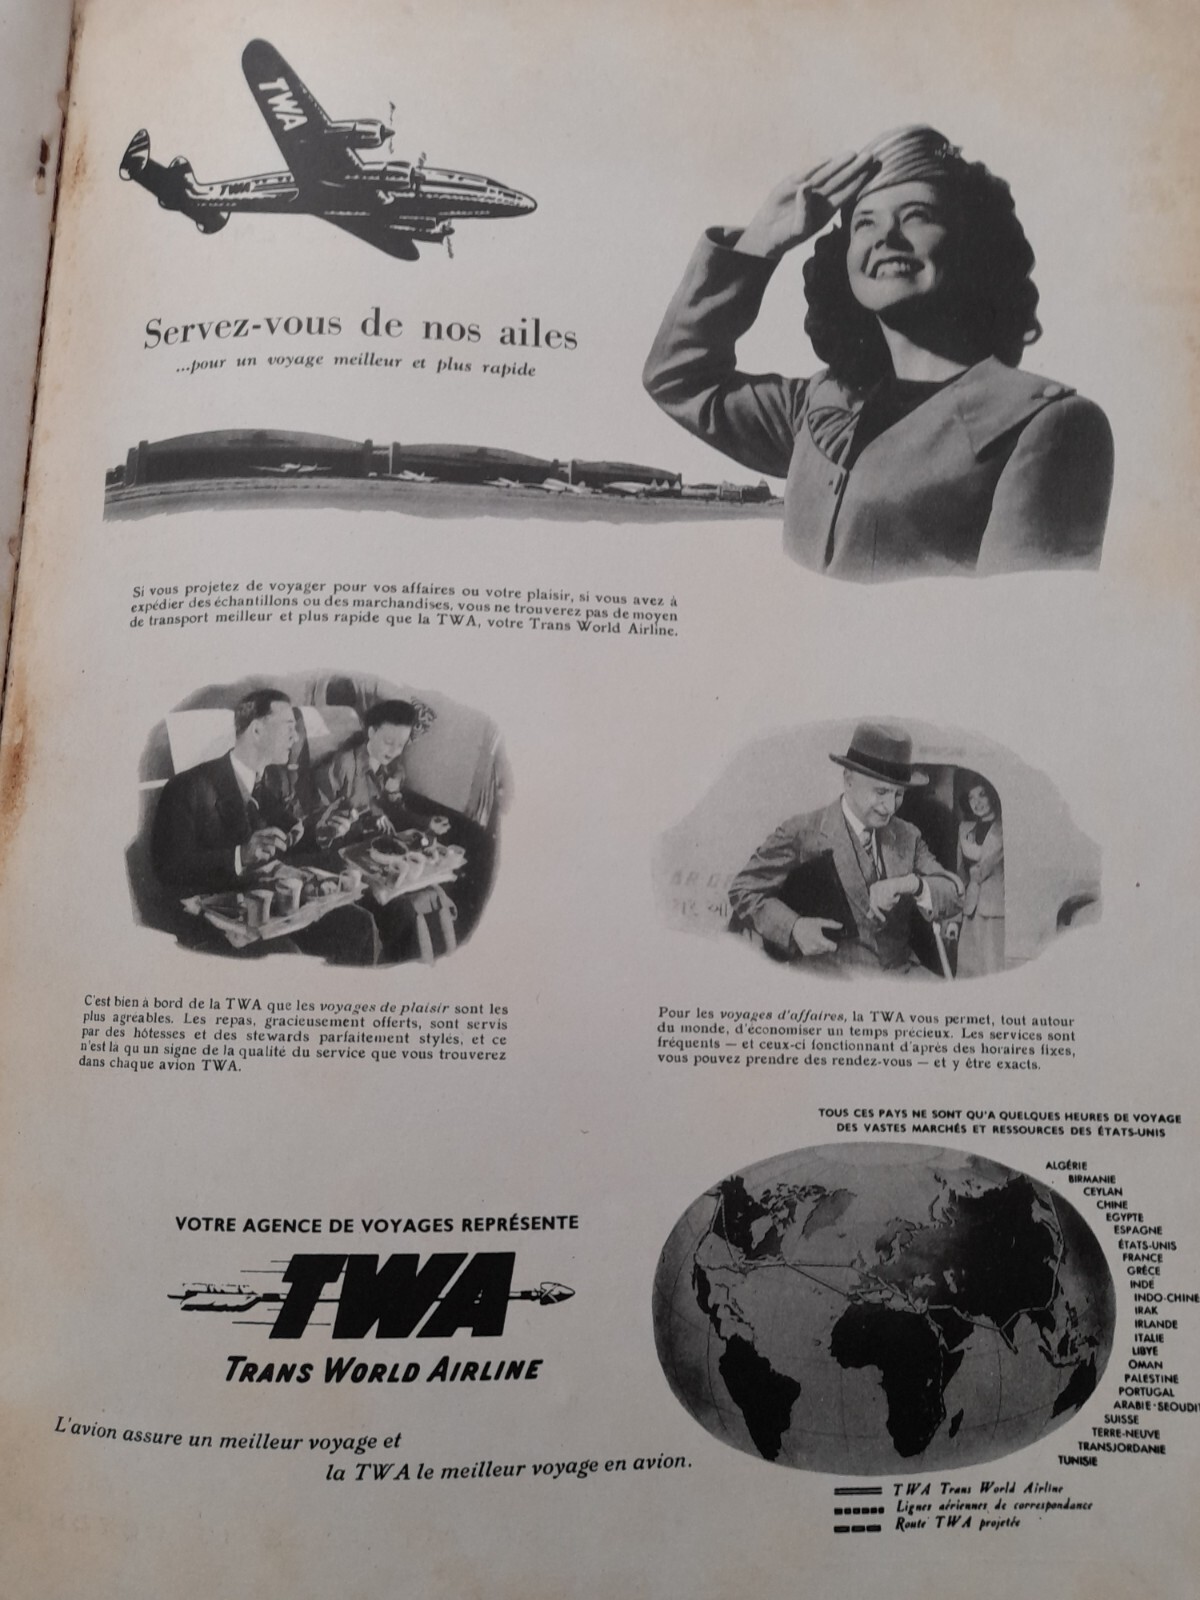 TWA
TWA
Servez-vous de nos ailes
...pour un voyage meilleur et plus rapide
Si vous projetez de voyager pour vos affaires ou votre plaisir, si vous avez à
expédier des échantillons ou des marchandises, vous ne trouverez pas de moyen
de transport meilleur et plus rapide que la TWA, votre Trans World Airline.
C'est bien à bord de la TWA que les voyages de plaisir sont les
plus agréables. Les repas, gracieusement offerts, sont servis
par des hôtesses et des stewards parfaitement stylés, et ce
n'est là qu un signe de la qualité du service que vous trouverez
dans chaque avion TWA.
Pour les voyages d'affaires, la TWA vous permet, tout autour
du monde, d'économiser un temps précieux. Les services sont
fréquents — et ceux-ci fonctionnant d'après des horaires fixes,
vous pouvez prendre des rendez-vous — et y être exacts.
TOUS CES PAYS NE SONT QU'A QUELQUES HEURES DE VOYAGE
DES VASTES MARCHÉS ET RESSOURCES DES ÉTATS-UNIS
ALGÉRIE
BIRMANIE
CEYLAN
CHINE
EGYPTE
ESPAGNE
ÉTATS-UNIS
FRANCE
GRÈCE
INDE
INDO-CHINE
IRAK
IRLANDE
ITALIE
LIBYE
OMAN
PALESTINE
PORTUGAL
ARABIE-SEOUDIT
SUISSE
TERRE-NEUVE
TRANSJORDANIE
TUNISIE
VOTRE AGENCE DE VOYAGES REPRÉSENTE
TWA
TRANS WORLD AIRLINE
L'avion assure un meilleur voyage et
la TWA le meilleur voyage en avion.
TWA Trans World Airline
Lignes aériennes de correspondance
Route TWA projetée